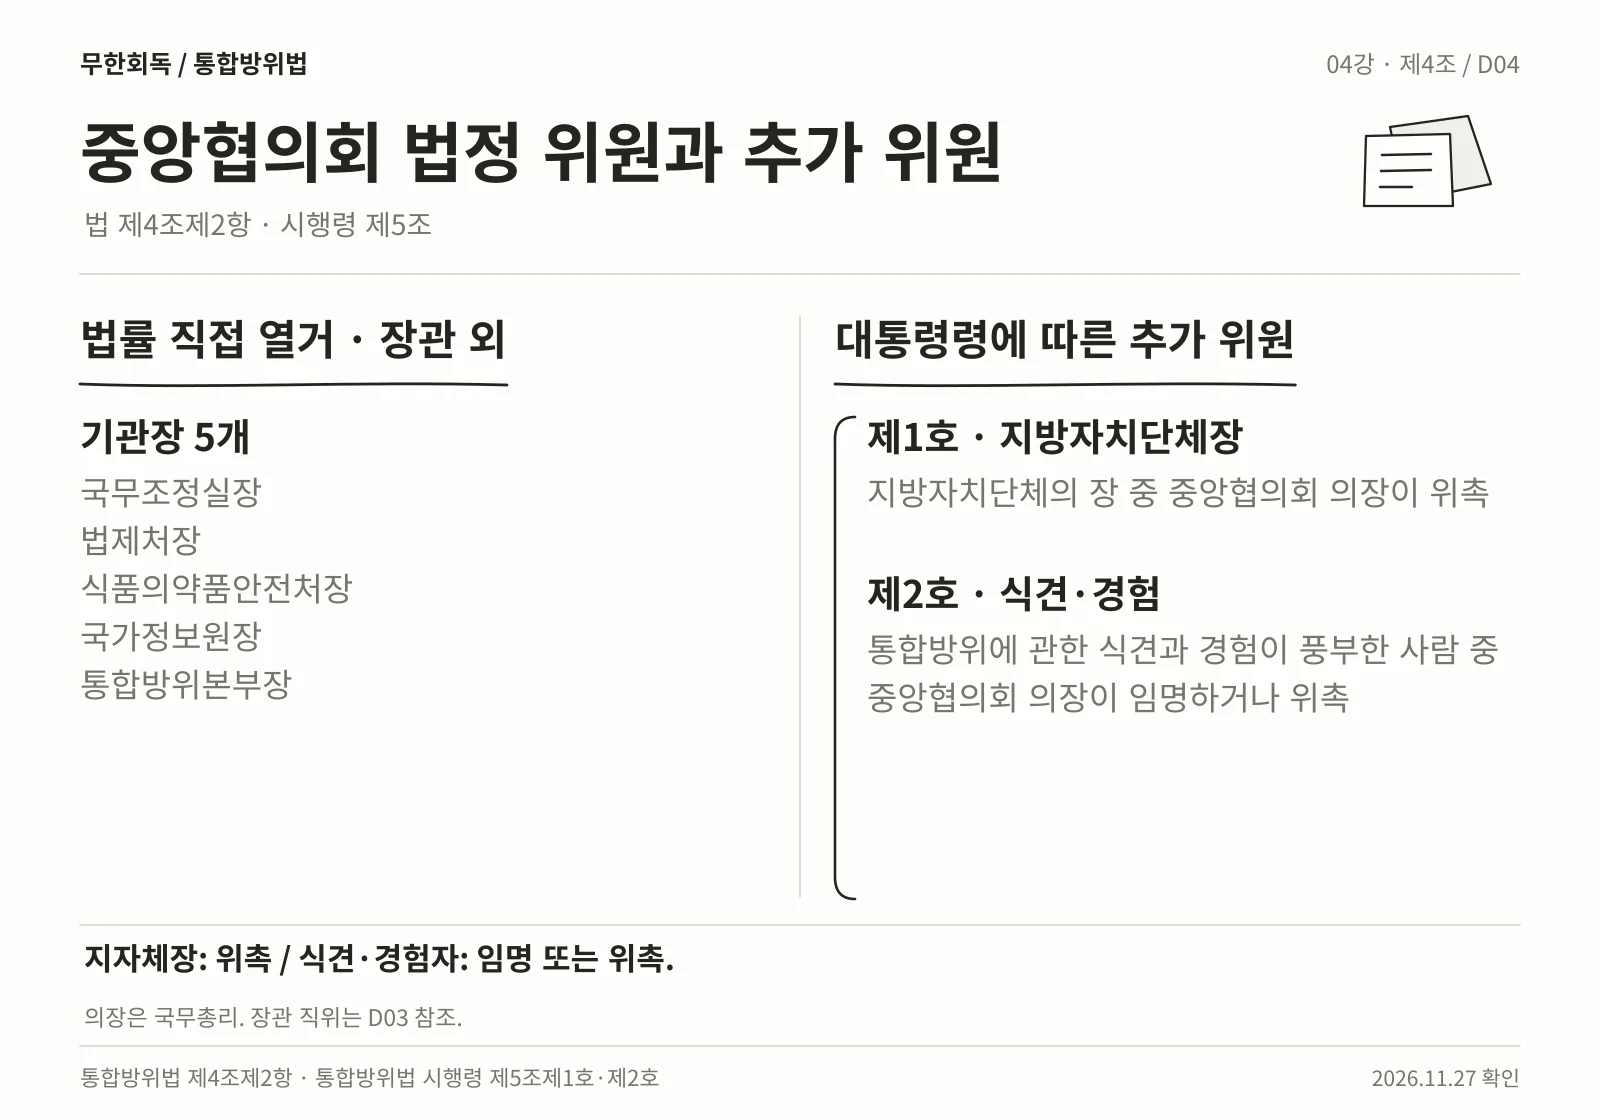 무한회독 / 통합방위법
04강 · 제4조 / D04
중앙협의회 법정 위원과 추가 위원
법 제4조제2항 · 시행령 제5조
법률 직접 열거 · 장관 외
기관장 5개
국무조정실장
법제처장
식품의약품안전처장
국가정보원장
통합방위본부장
대통령령에 따른 추가 위원
제1호 · 지방자치단체장
지방자치단체의 장 중 중앙협의회 의장이 위촉
제2호 · 식견·경험
통합방위에 관한 식견과 경험이 풍부한 사람 중
중앙협의회 의장이 임명하거나 위촉
지자체장: 위촉 / 식견·경험자: 임명 또는 위촉.
의장은 국무총리. 장관 직위는 D03 참조.
통합방위법 제4조제2항 · 통합방위법 시행령 제5조제1호·제2호
2026.11.27 확인